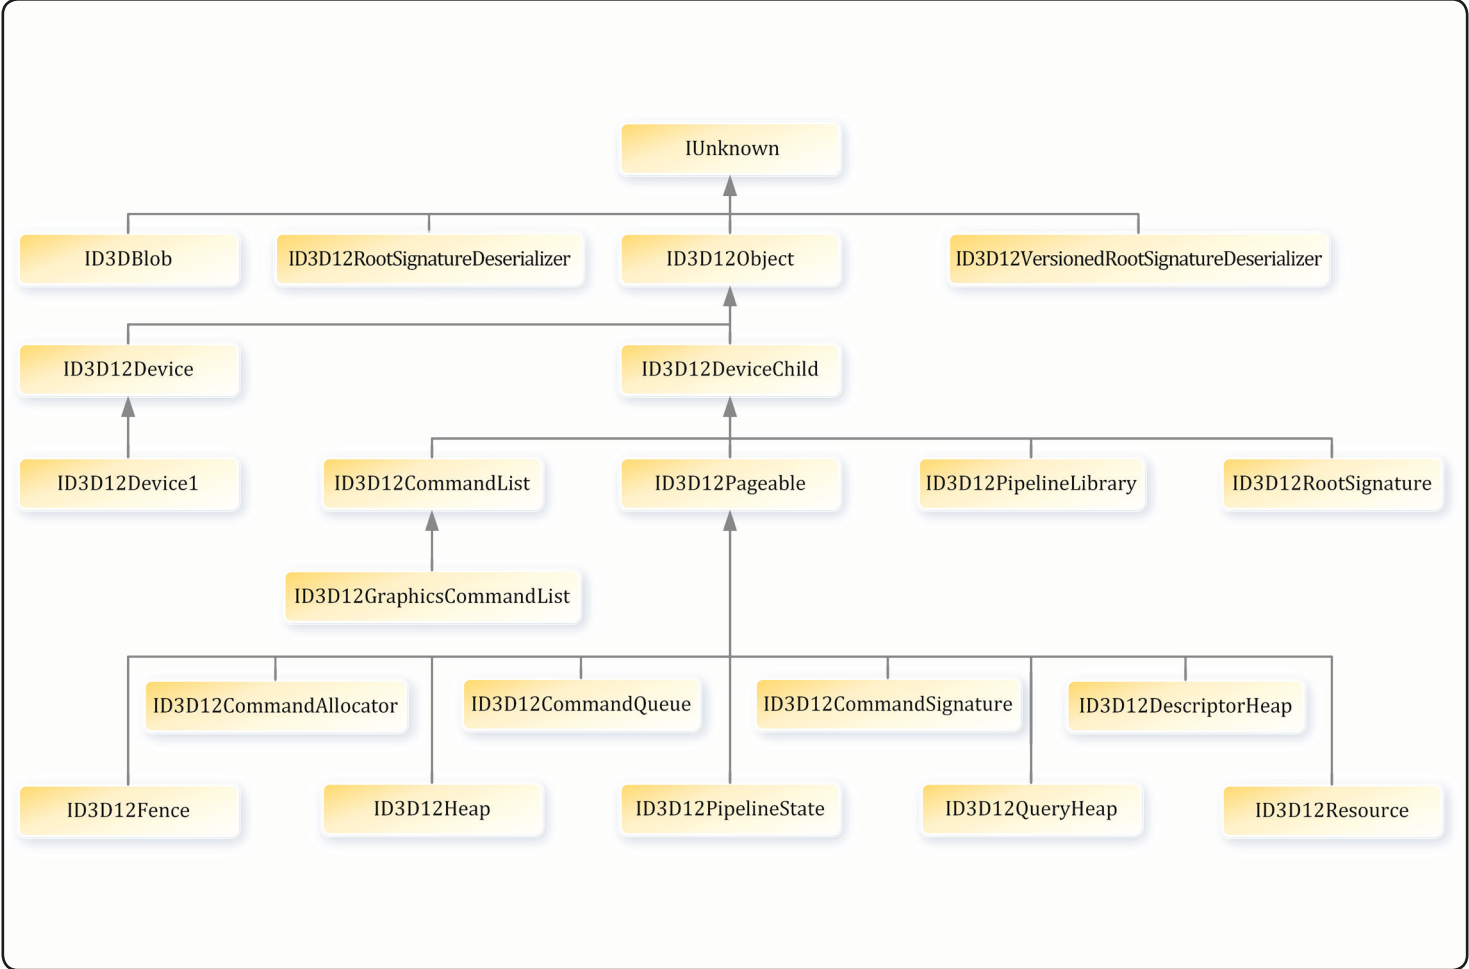 IUnknown
ID3DBlob
ID3D12RootSignatureDeserializer
ID3D12Object
ID3D12VersionedRootSignatureDeserializer
ID3D12Device
ID3D12DeviceChild
ID3D12Device1
ID3D12CommandList
ID3D12Pageable
ID3D12PipelineLibrary
ID3D12RootSignature
ID3D12GraphicsCommandList
ID3D12CommandAllocator
ID3D12CommandQueue
ID3D12CommandSignature
ID3D12DescriptorHeap
ID3D12Fence
ID3D12Heap
ID3D12PipelineState
ID3D12QueryHeap
ID3D12Resource